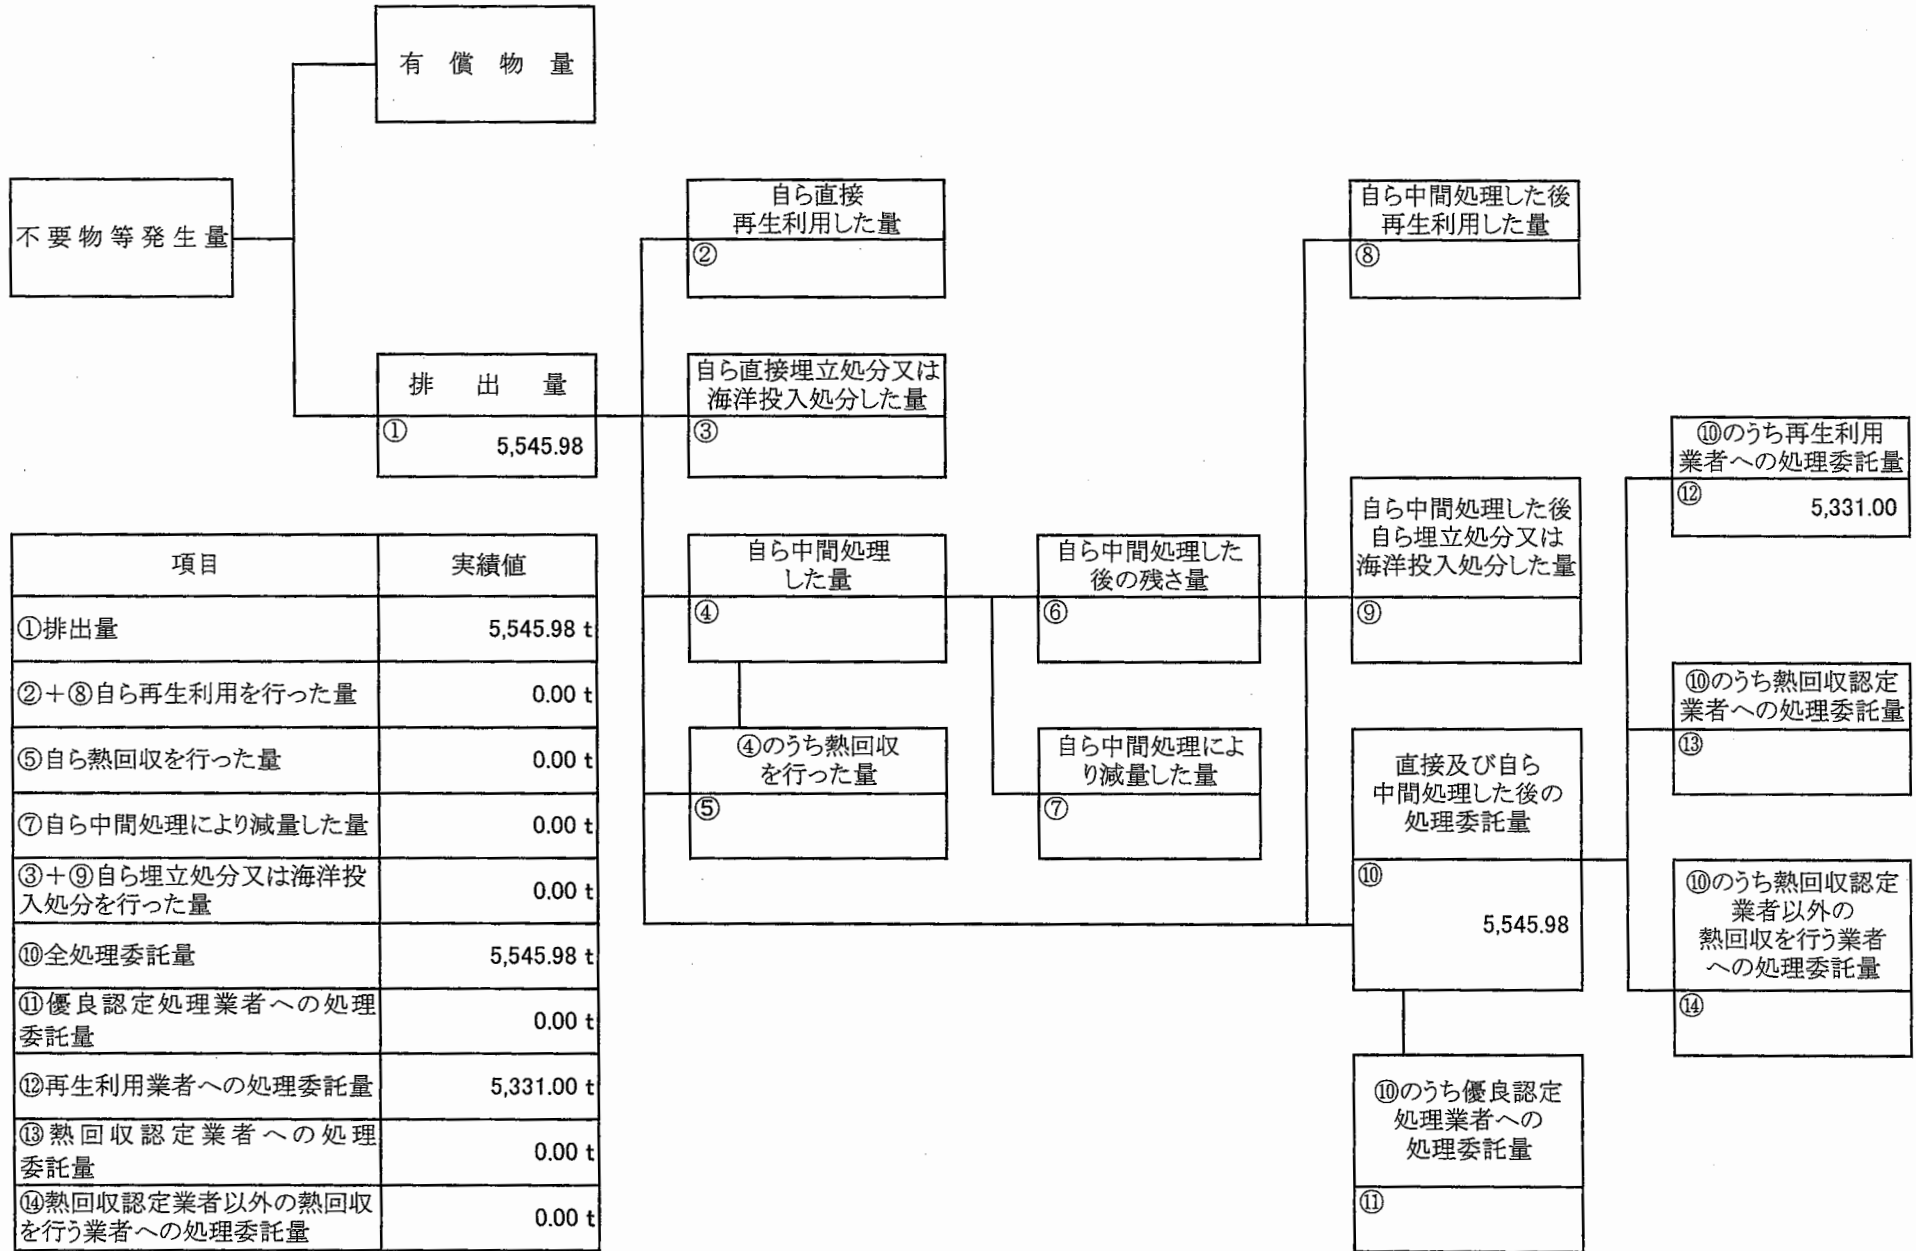 有償物量
不要物等発生量
自ら直接
再生利用した量
②
自ら中間処理した後
再生利用した量
⑧
排出量
①
5,545.98
自ら直接埋立処分又は
海洋投入処分した量
③
⑩のうち再生利用
業者への処理委託量
⑫
5,331.00
自ら中間処理
した量
④
自ら中間処理した
後の残さ量
⑥
自ら中間処理した後
自ら埋立処分又は
海洋投入処分した量
⑨
⑩のうち熱回収認定
業者への処理委託量
⑬
④のうち熱回収
を行った量
⑤
自ら中間処理によ
り減量した量
⑦
直接及び自ら
中間処理した後の
処理委託量
⑩
5,545.98
⑩のうち熱回収認定
業者以外の
熱回収を行う業者
への処理委託量
⑭
⑩のうち優良認定
処理業者への
処理委託量
⑪
項目 実績値
①排出量 5,545.98 t
②+⑧自ら再生利用を行った量 0.00 t
⑤自ら熱回収を行った量 0.00 t
⑦自ら中間処理により減量した量 0.00 t
③+⑨自ら埋立処分又は海洋投
入処分を行った量 0.00 t
⑩全処理委託量 5,545.98 t
⑪優良認定処理業者への処理
委託量 0.00 t
⑫再生利用業者への処理委託量 5,331.00 t
⑬熱回収認定業者への処理
委託量 0.00 t
⑭熱回収認定業者以外の熱回収
を行う業者への処理委託量 0.00 t